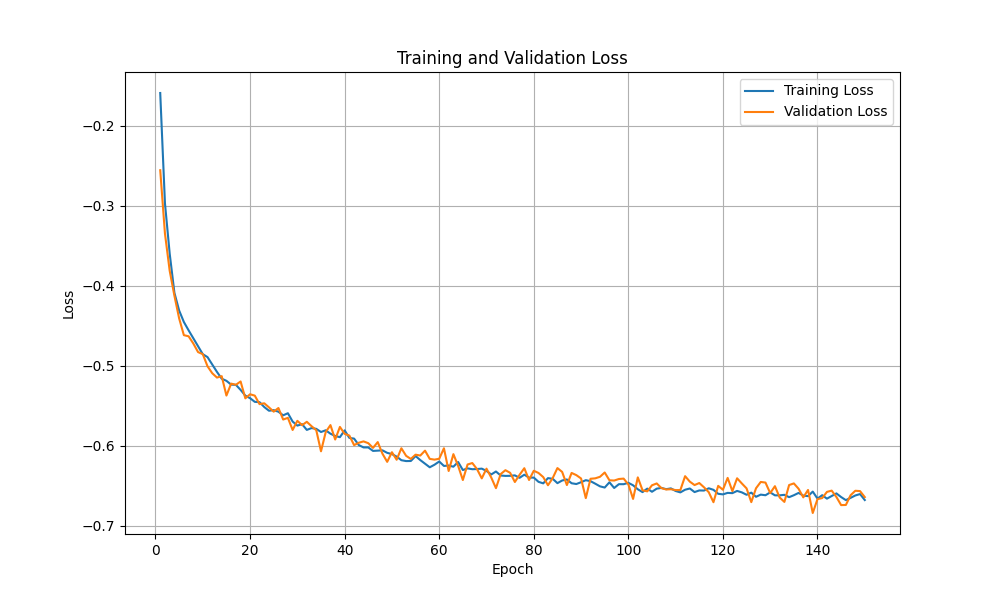 Training and Validation Loss
Training Loss
Validation Loss
−0.2
−0.3
−0.4
−0.5
−0.6
−0.7
Loss
0 20 40 60 80 100 120 140
Epoch